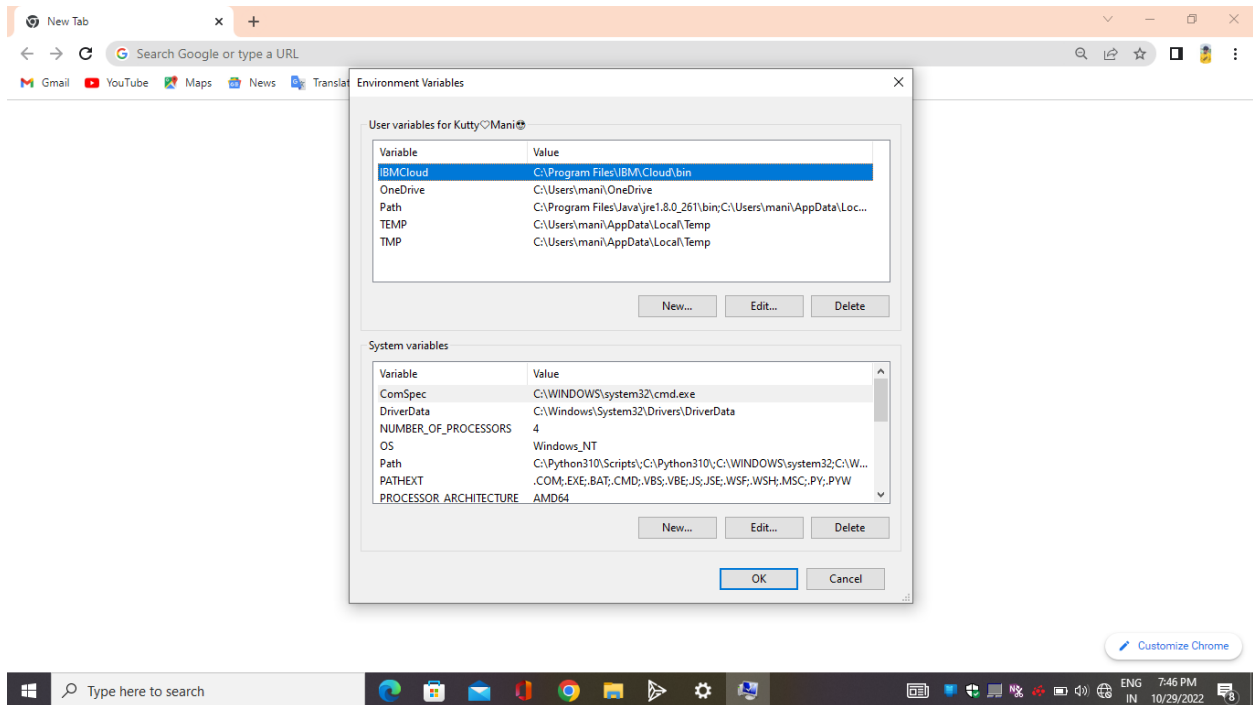 New Tab
Search Google or type a URL
Gmail YouTube Maps News Translat
Environment Variables
User variables for Kutty♡Mani😎
Variable Value
IBMCloud C:\Program Files\IBM\Cloud\bin
OneDrive C:\Users\mani\OneDrive
Path C:\Program Files\Java\jre1.8.0_261\bin;C:\Users\mani\AppData\Loc...
TEMP C:\Users\mani\AppData\Local\Temp
TMP C:\Users\mani\AppData\Local\Temp
New... Edit... Delete
System variables
Variable Value
ComSpec C:\WINDOWS\system32\cmd.exe
DriverData C:\Windows\System32\Drivers\DriverData
NUMBER_OF_PROCESSORS 4
OS Windows_NT
Path C:\Python310\Scripts\;C:\Python310\;C:\WINDOWS\system32;C:\W...
PATHEXT .COM;.EXE;.BAT;.CMD;.VBS;.VBE;.JS;.JSE;.WSF;.WSH;.MSC;.PY;.PYW
PROCESSOR_ARCHITECTURE AMD64
New... Edit... Delete
OK Cancel
Customize Chrome
Type here to search
ENG 7:46 PM
IN 10/29/2022 8